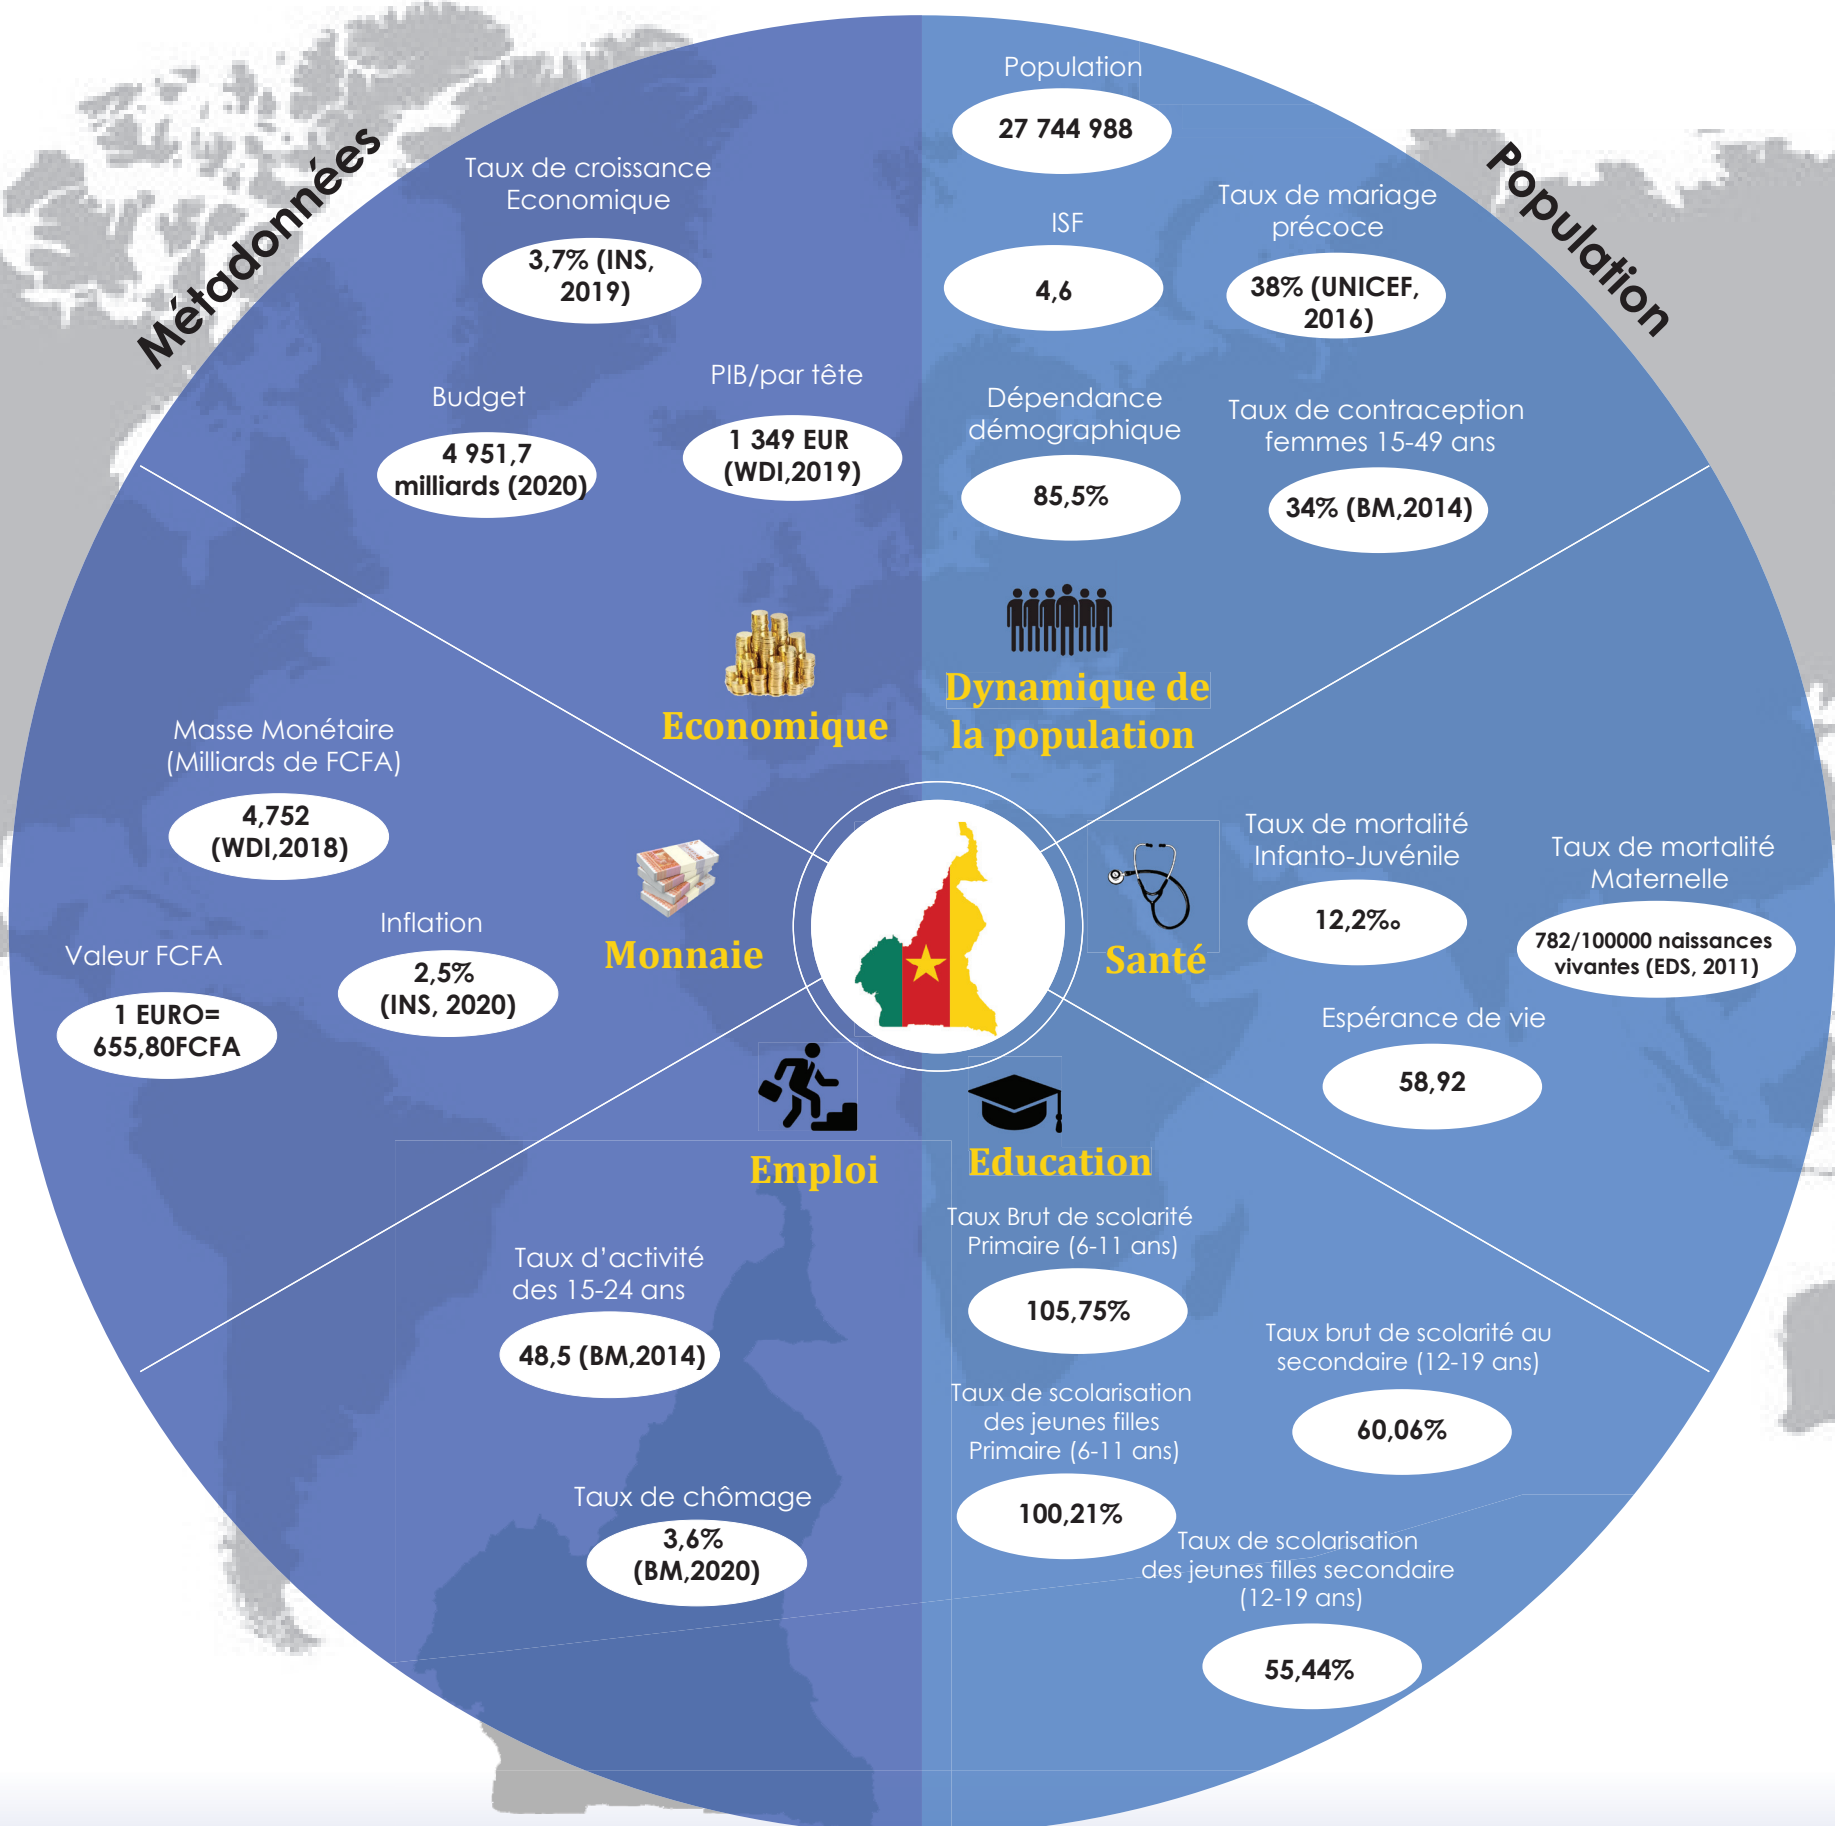 Métadonnées
Population
Taux de croissance
Economique
3,7% (INS,
2019)
Budget
4 951,7
milliards (2020)
PIB/par tête
1 349 EUR
(WDI,2019)
Economique
Population
27 744 988
ISF
4,6
Taux de mariage
précoce
38% (UNICEF,
2016)
Dépendance
démographique
85,5%
Taux de contraception
femmes 15-49 ans
34% (BM,2014)
Dynamique de
la population
Masse Monétaire
(Milliards de FCFA)
4,752
(WDI,2018)
Inflation
2,5%
(INS, 2020)
Valeur FCFA
1 EURO=
655,80FCFA
Monnaie
Santé
Taux de mortalité
Infanto-Juvénile
12,2‰
Taux de mortalité
Maternelle
782/100000 naissances
vivantes (EDS, 2011)
Espérance de vie
58,92
Emploi
Taux d’activité
des 15-24 ans
48,5 (BM,2014)
Taux de chômage
3,6%
(BM,2020)
Education
Taux Brut de scolarité
Primaire (6-11 ans)
105,75%
Taux brut de scolarité au
secondaire (12-19 ans)
60,06%
Taux de scolarisation
des jeunes filles
Primaire (6-11 ans)
100,21%
Taux de scolarisation
des jeunes filles secondaire
(12-19 ans)
55,44%